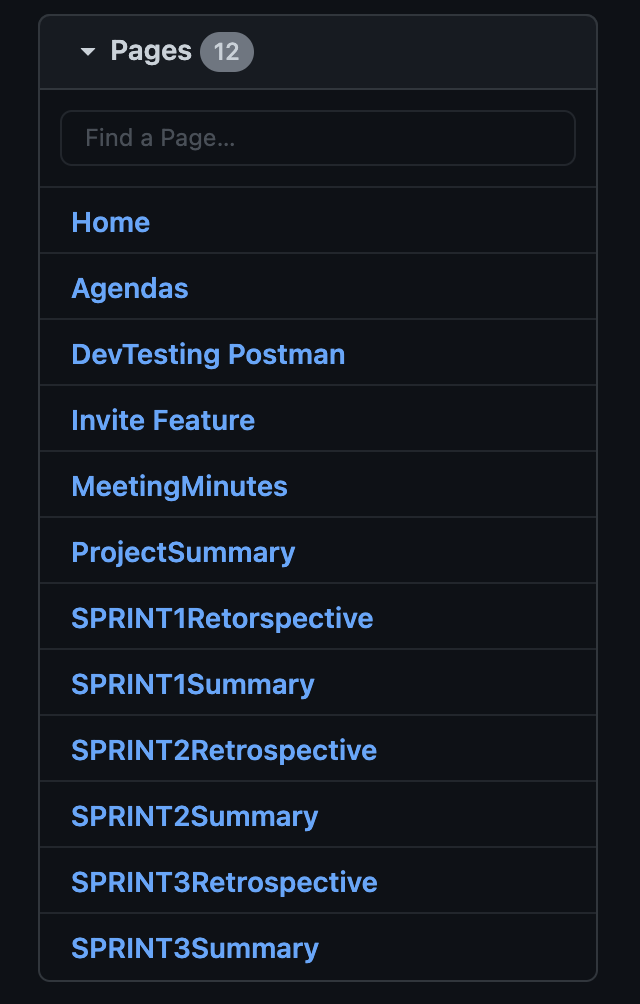 Pages 12
Find a Page...
Home
Agendas
DevTesting Postman
Invite Feature
MeetingMinutes
ProjectSummary
SPRINT1Retorspective
SPRINT1Summary
SPRINT2Retrospective
SPRINT2Summary
SPRINT3Retrospective
SPRINT3Summary